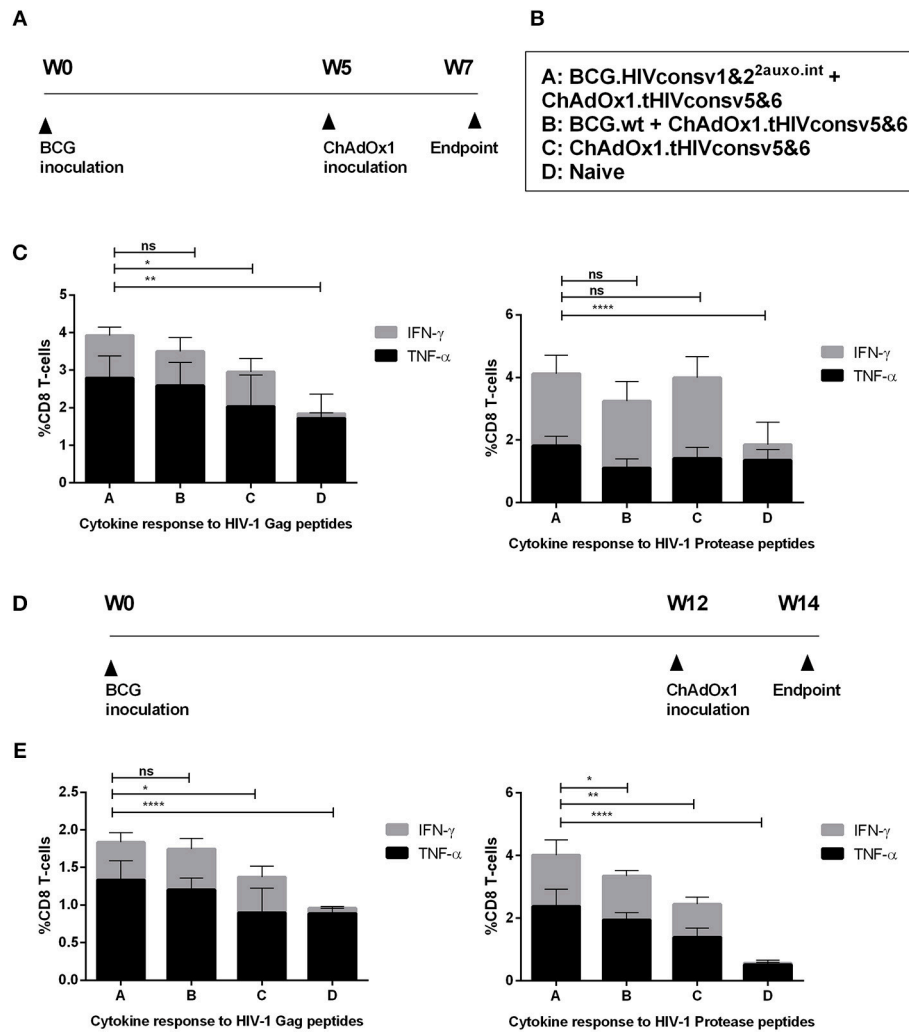 A
W0 W5 W7
BCG
inoculation
ChAdOx1
inoculation
Endpoint
B
A: BCG.HIVconsv1&2²auxo.int +
ChAdOx1.tHIVconsv5&6
B: BCG.wt + ChAdOx1.tHIVconsv5&6
C: ChAdOx1.tHIVconsv5&6
D: Naive
C
ns
*
**
5
4
3
2
1
0
%CD8 T-cells
IFN-γ
TNF-α
A B C D
Cytokine response to HIV-1 Gag peptides
ns
ns
****
6
4
2
0
%CD8 T-cells
IFN-γ
TNF-α
A B C D
Cytokine response to HIV-1 Protease peptides
D
W0 W12 W14
BCG
inoculation
ChAdOx1
inoculation
Endpoint
E
ns
*
****
2.5
2.0
1.5
1.0
0.5
0.0
%CD8 T-cells
IFN-γ
TNF-α
A B C D
Cytokine response to HIV-1 Gag peptides
*
**
****
6
4
2
0
%CD8 T-cells
IFN-γ
TNF-α
A B C D
Cytokine response to HIV-1 Protease peptides